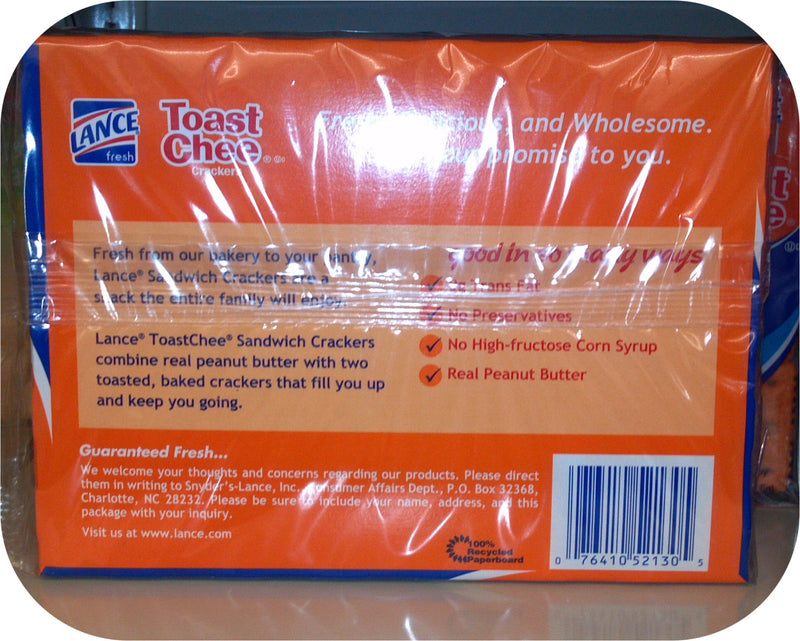 LANCE
fresh
Toast
Chee
Crackers
Fresh, Delicious, and Wholesome.
our promise to you.
Fresh from our bakery to your pantry,
Lance® Sandwich Crackers are a
snack the entire family will enjoy.
Lance® ToastChee® Sandwich Crackers
combine real peanut butter with two
toasted, baked crackers that fill you up
and keep you going.
good in so many ways
No Trans Fat
No Preservatives
No High-fructose Corn Syrup
Real Peanut Butter
Guaranteed Fresh...
We welcome your thoughts and concerns regarding our products. Please direct
them in writing to Snyder's-Lance, Inc., Consumer Affairs Dept., P.O. Box 32368,
Charlotte, NC 28232. Please be sure to include your name, address, and this
package with your inquiry.
Visit us at www.lance.com
100%
Recycled
Paperboard
0 76410 52130 5